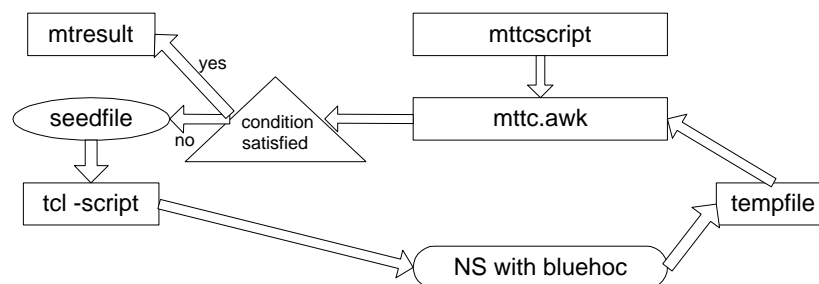 mtresult
mttcscript
yes
seedfile
no
condition
satisfied
mttc.awk
tcl -script
tempfile
NS with bluehoc